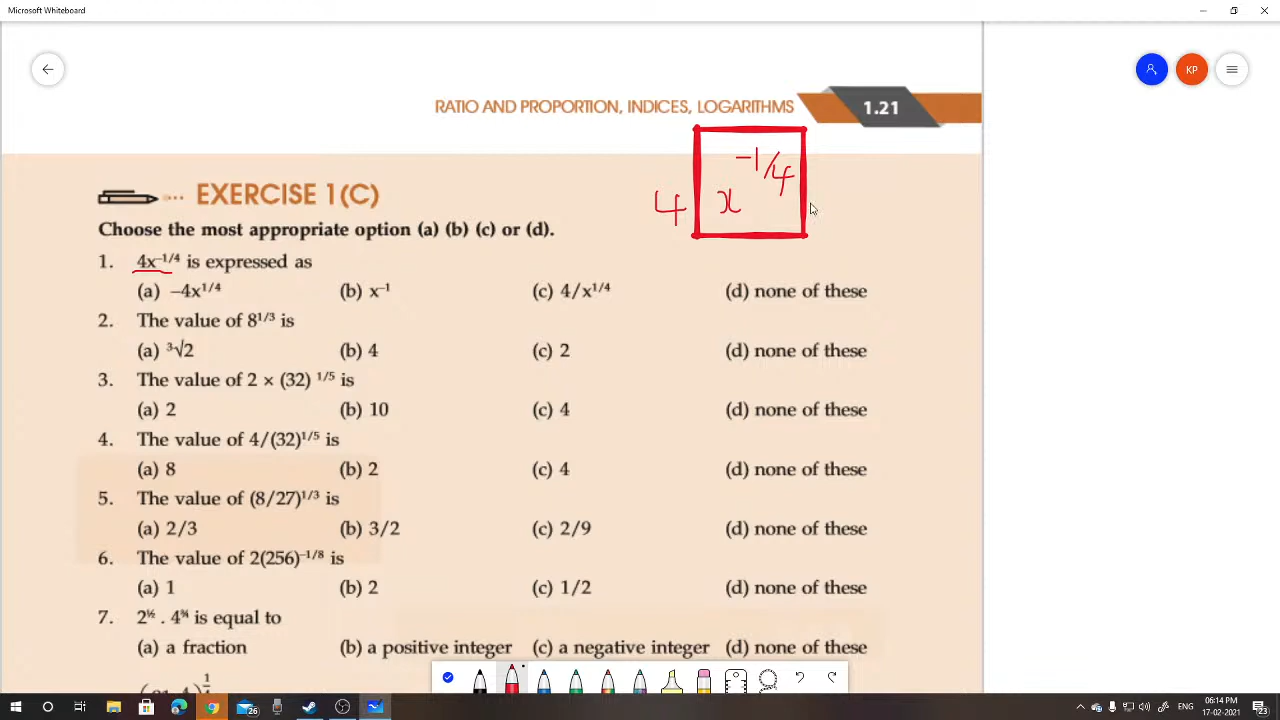 Microsoft Whiteboard
KP
RATIO AND PROPORTION, INDICES, LOGARITHMS 1.21
4 x^-1/4
EXERCISE 1(C)
Choose the most appropriate option (a) (b) (c) or (d).
1. 4x⁻¹/⁴ is expressed as
(a) –4x¹/⁴ (b) x⁻¹ (c) 4/x¹/⁴ (d) none of these
2. The value of 8¹/³ is
(a) ³√2 (b) 4 (c) 2 (d) none of these
3. The value of 2 × (32) ¹/⁵ is
(a) 2 (b) 10 (c) 4 (d) none of these
4. The value of 4/(32)¹/⁵ is
(a) 8 (b) 2 (c) 4 (d) none of these
5. The value of (8/27)¹/³ is
(a) 2/3 (b) 3/2 (c) 2/9 (d) none of these
6. The value of 2(256)⁻¹/⁸ is
(a) 1 (b) 2 (c) 1/2 (d) none of these
7. 2^½ . 4^¾ is equal to
(a) a fraction (b) a positive integer (c) a negative integer (d) none of these
06:14 PM
17-02-2021